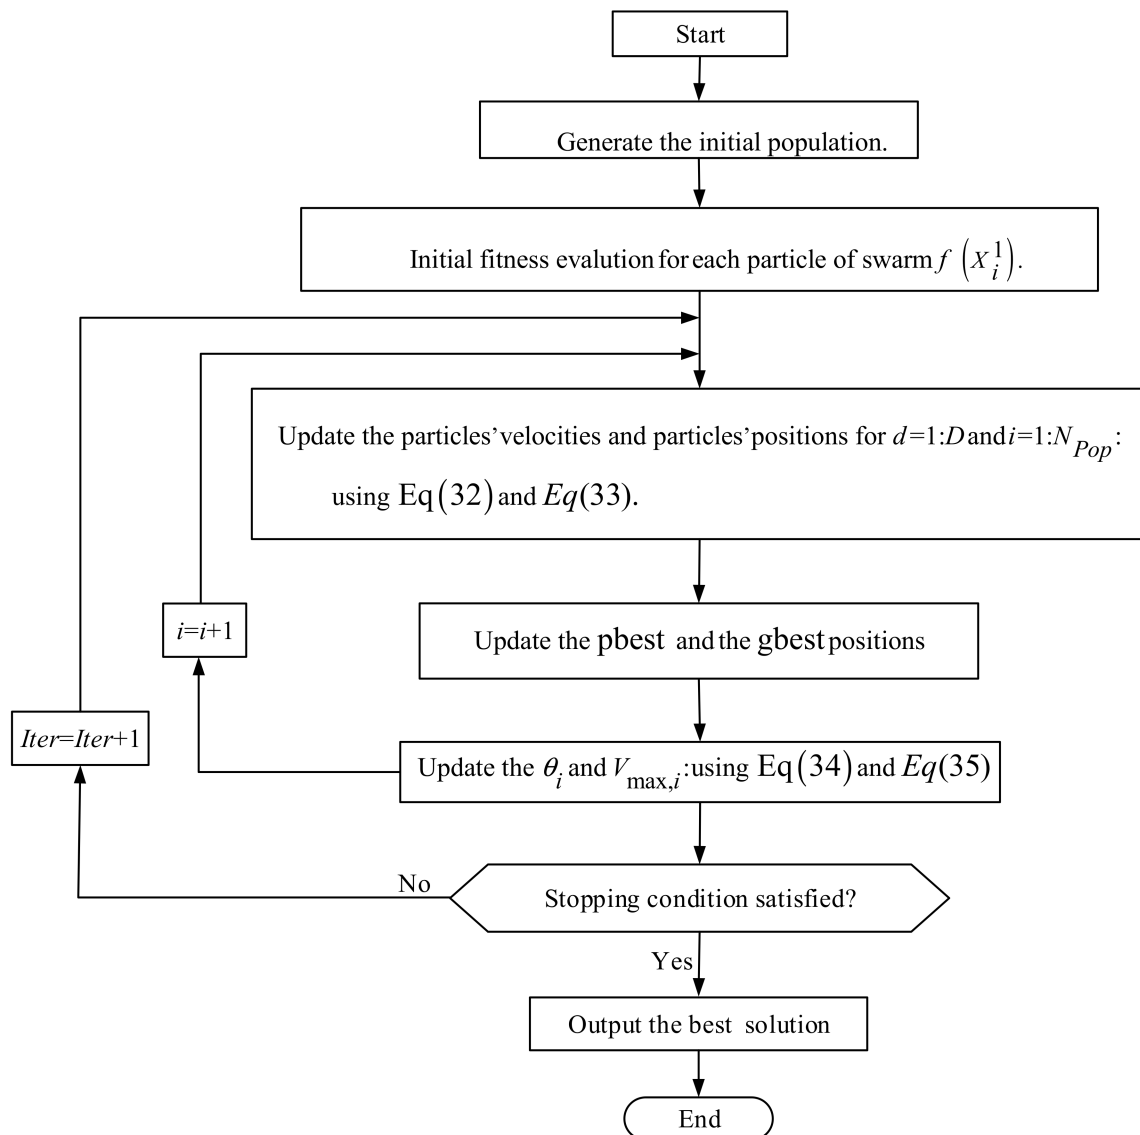 Start
Generate the initial population.
Initial fitness evalution for each particle of swarm f (X_i^1).
Update the particles' velocities and particles' positions for d=1:D and i=1:N_Pop:
using Eq(32) and Eq(33).
i=i+1
Update the pbest and the gbest positions
Iter=Iter+1
Update the θ_i and V_max,i:using Eq(34) and Eq(35)
No
Stopping condition satisfied?
Yes
Output the best solution
End